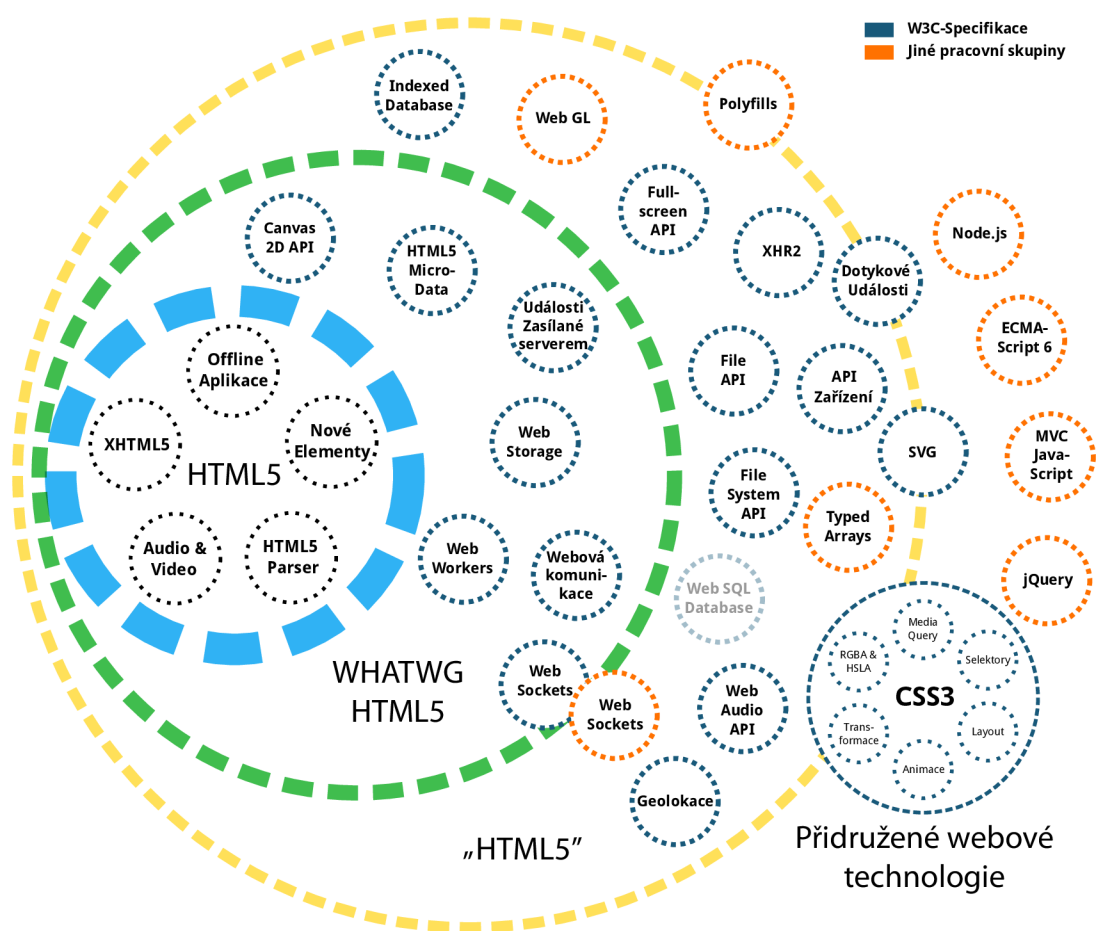 W3C-Specifikace
Jiné pracovní skupiny
Indexed
Database
Web GL
Polyfills
Full-
screen
API
XHR2
Dotykové
Události
Node.js
Canvas
2D API
HTML5
Micro-
Data
Události
Zasílané
serverem
File
API
API
Zařízení
ECMA-
Script 6
Offline
Aplikace
XHTML5
Nové
Elementy
HTML5
Audio &
Video
HTML5
Parser
Web
Storage
SVG
MVC
Java-
Script
File
System
API
Typed
Arrays
Web
Workers
Webová
komuni-
kace
Web SQL
Database
jQuery
WHATWG
HTML5
Web
Sockets
Web
Sockets
Web
Audio
API
Media
Query
RGBA &
HSLA
Selektory
CSS3
Trans-
formace
Layout
Animace
Geolokace
„HTML5”
Přidružené webové
technologie